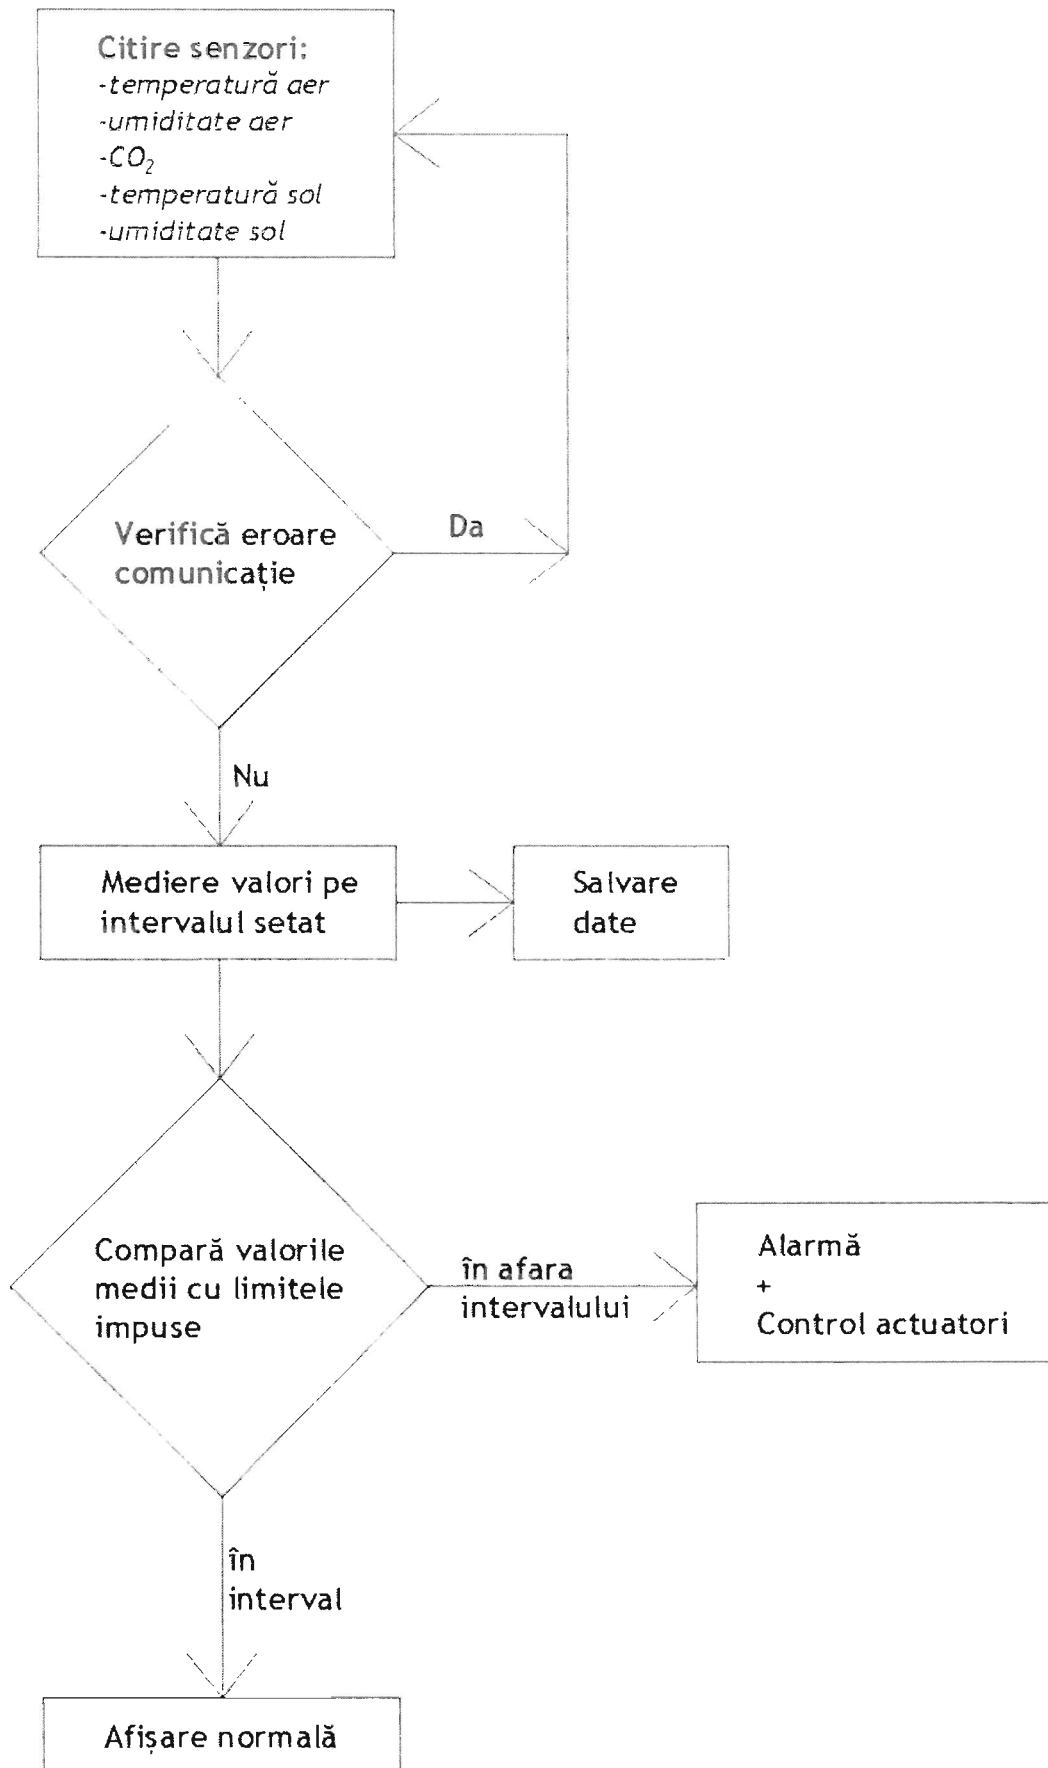 Citire senzori:
-temperatură aer
-umiditate aer
-CO₂
-temperatură sol
-umiditate sol
Verifică eroare
comunicație
Da
Nu
Mediere valori pe
intervalul setat
Salvare
date
Compară valorile
medii cu limitele
impuse
în afara
intervalului
Alarmă
+
Control actuatori
în
interval
Afișare normală